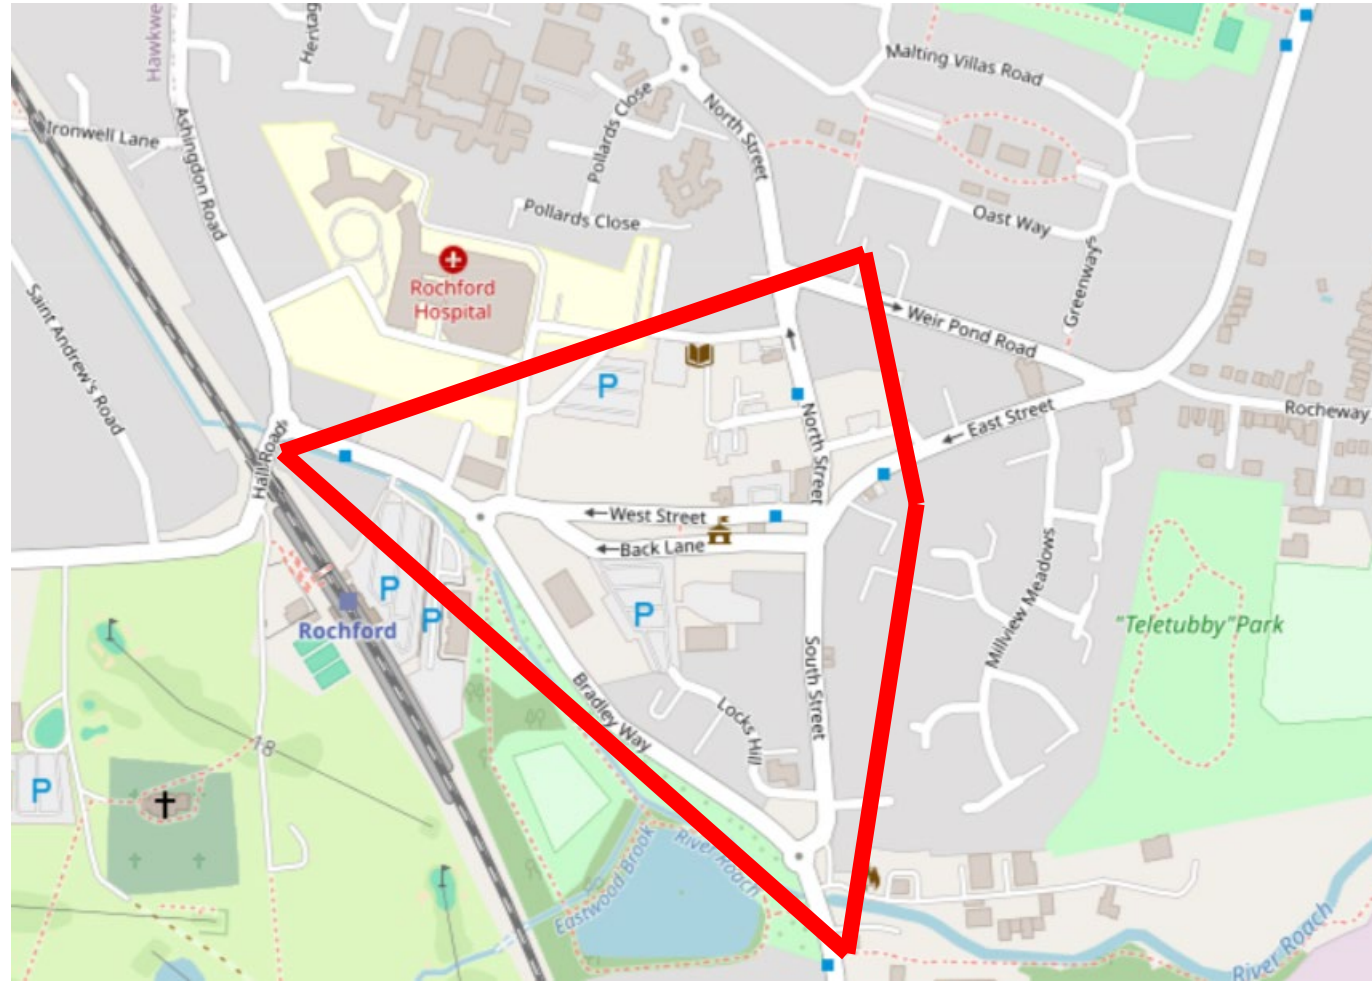 Hawkwe
Heritag
Malting Villas Road
Ironwell Lane
Ashingdon Road
Pollards Close
North Street
Pollards Close
Oast Way
Greenways
Rochford
Hospital
Weir Pond Road
Saint Andrew's Road
P
North Street
East Street
Rocheway
Hall Road
West Street
Back Lane
P
P
P
Rochford
Millview Meadows
"Teletubby"Park
South Street
Bradley Way
Locks Hill
18
P
River Roach
Eastwood Brook
River Roach